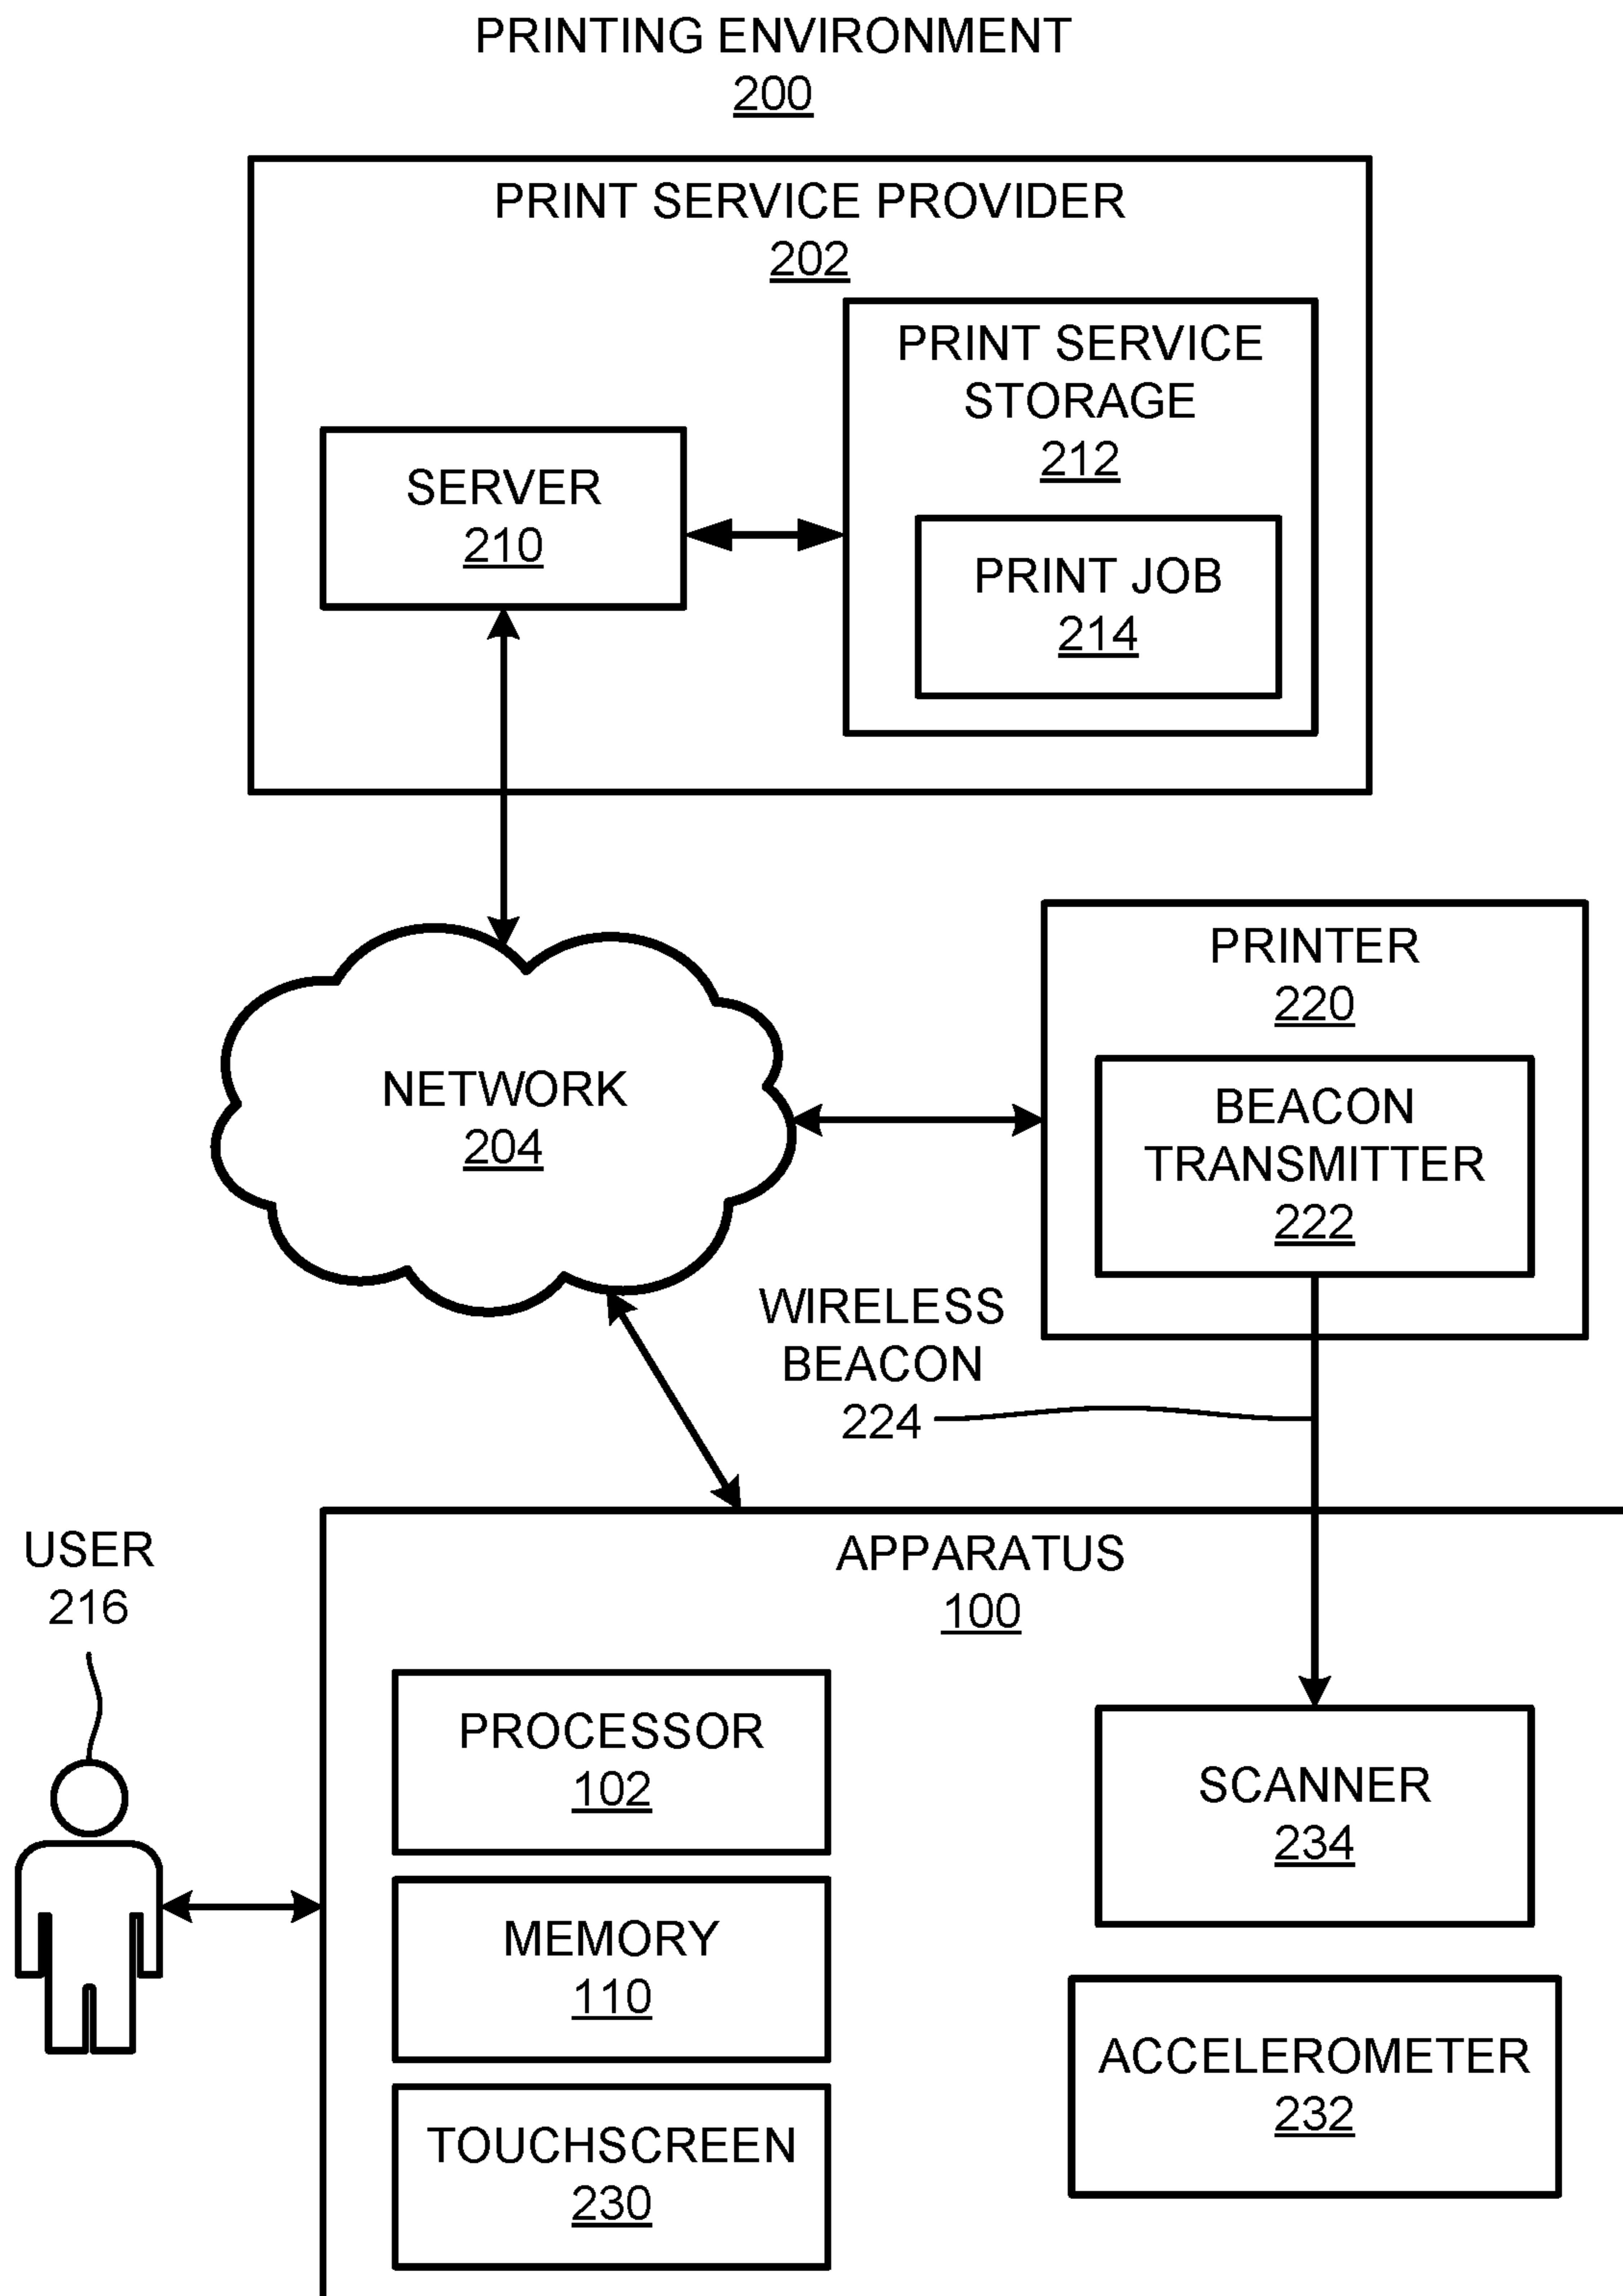 PRINTING ENVIRONMENT
200
PRINT SERVICE PROVIDER
202
PRINT SERVICE
STORAGE
212
SERVER
210
PRINT JOB
214
NETWORK
204
PRINTER
220
BEACON
TRANSMITTER
222
WIRELESS
BEACON
224
USER
216
APPARATUS
100
PROCESSOR
102
SCANNER
234
MEMORY
110
ACCELEROMETER
232
TOUCHSCREEN
230